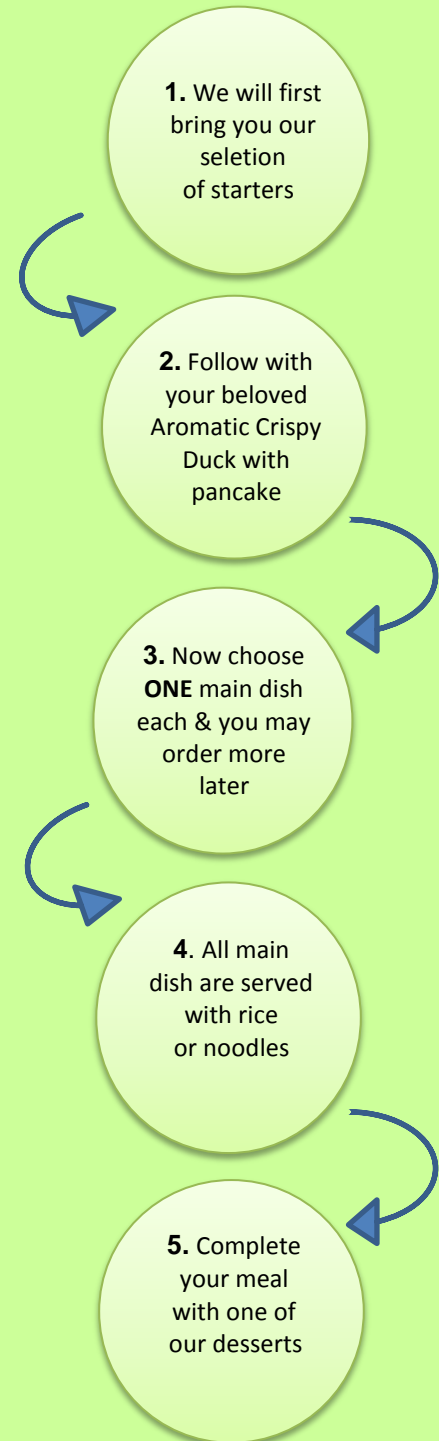 1. We will first
bring you our
seletion
of starters
2. Follow with
your beloved
Aromatic Crispy
Duck with
pancake
3. Now choose
ONE main dish
each & you may
order more
later
4. All main
dish are served
with rice
or noodles
5. Complete
your meal
with one of
our desserts